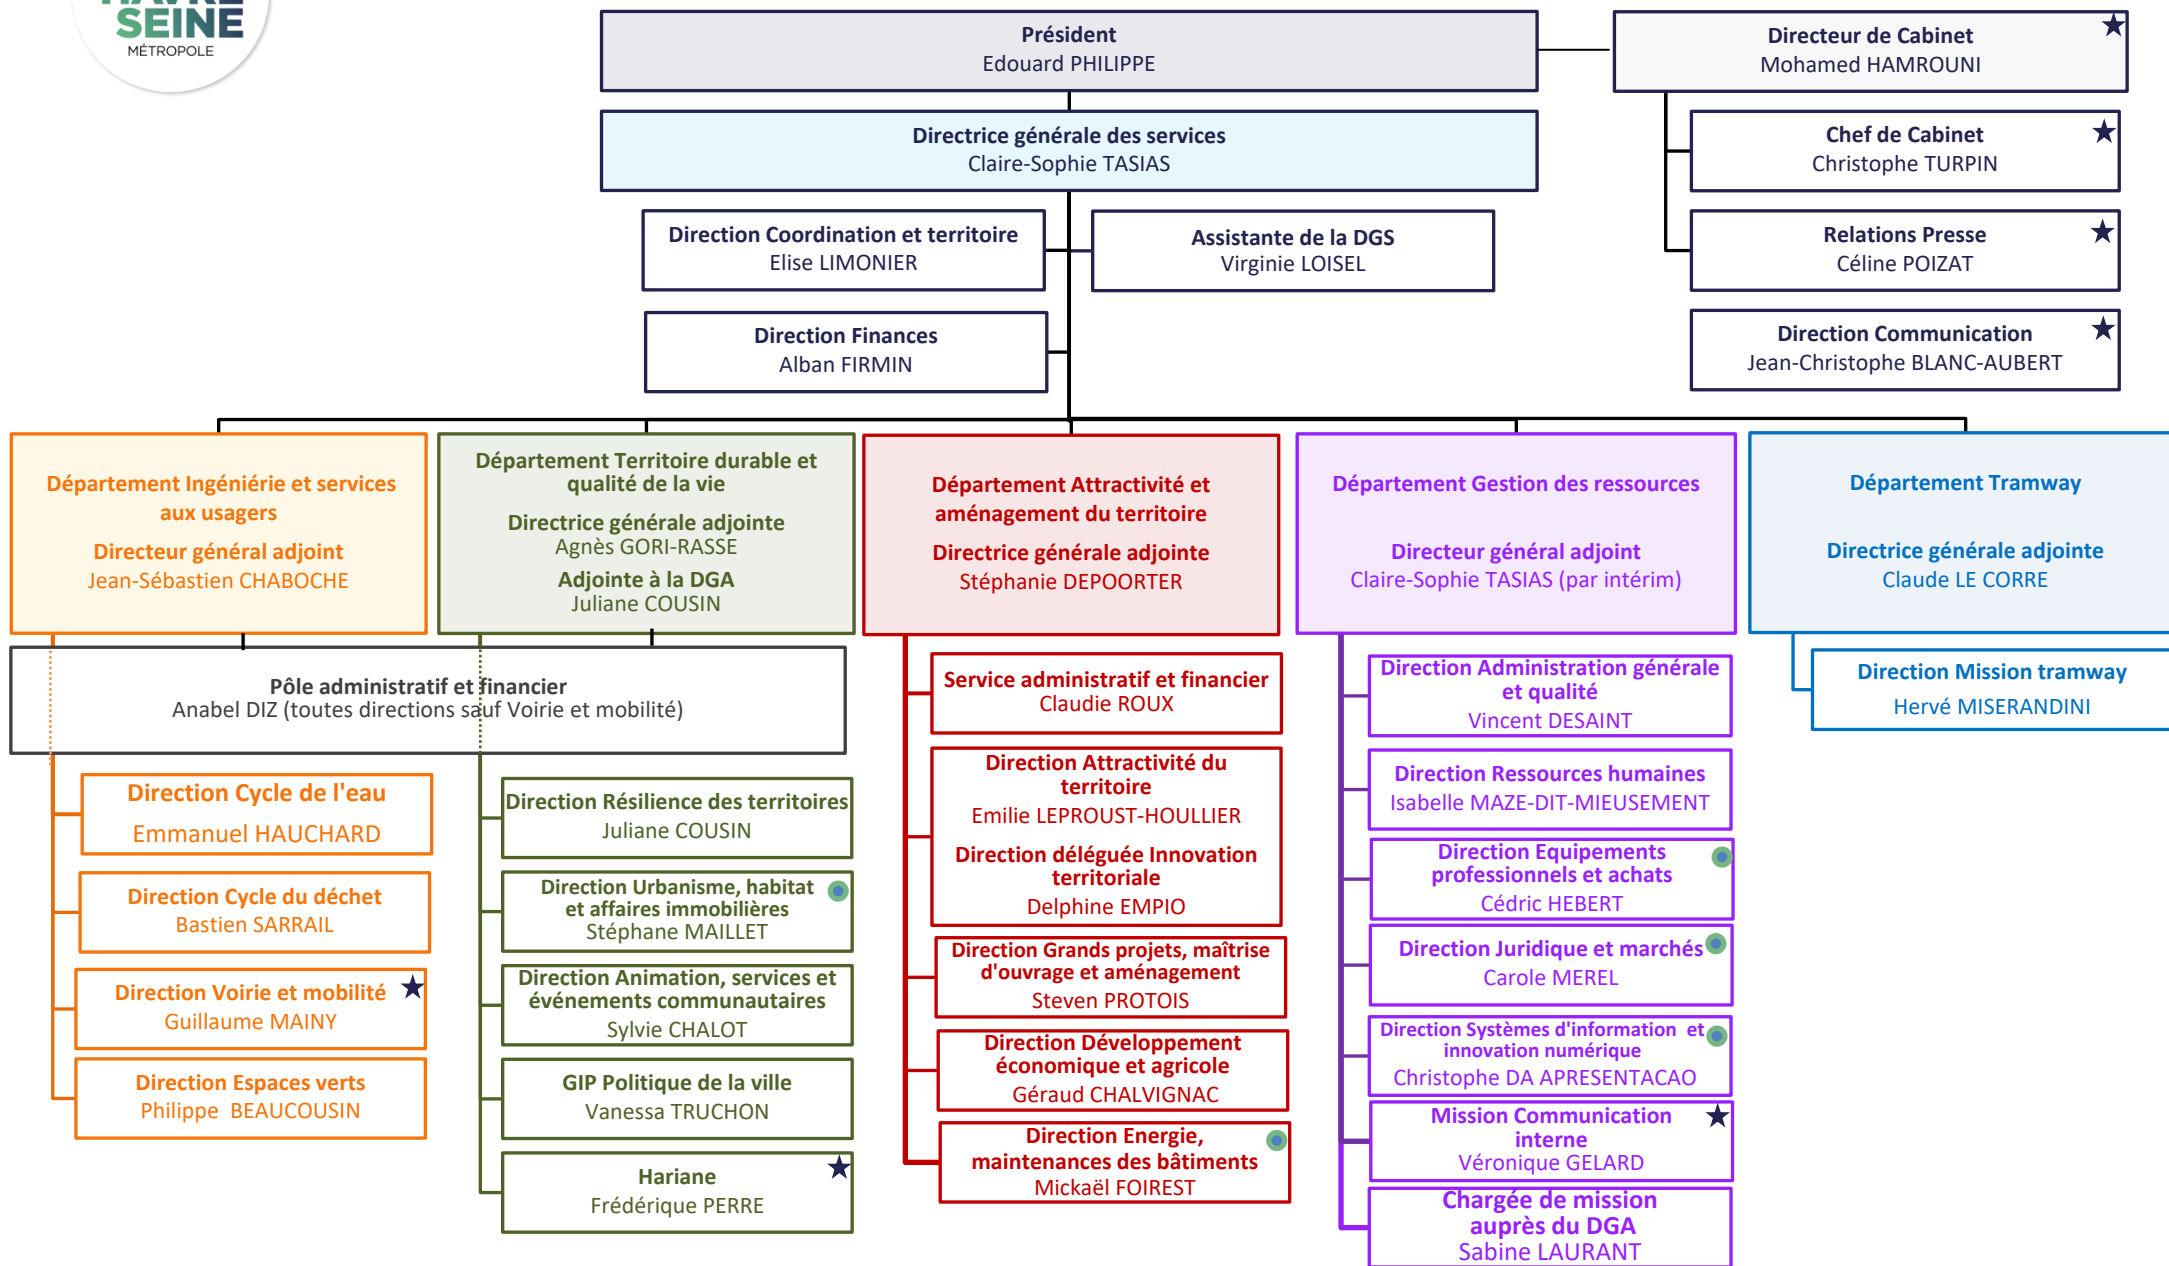 SEINE
MÉTROPOLE
Président
Edouard PHILIPPE
Directeur de Cabinet
Mohamed HAMROUNI
Directrice générale des services
Claire-Sophie TASIAS
Chef de Cabinet
Christophe TURPIN
Direction Coordination et territoire
Elise LIMONIER
Assistante de la DGS
Virginie LOISEL
Relations Presse
Céline POIZAT
Direction Finances
Alban FIRMIN
Direction Communication
Jean-Christophe BLANC-AUBERT
Département Ingéniérie et services
aux usagers
Directeur général adjoint
Jean-Sébastien CHABOCHE
Département Territoire durable et
qualité de la vie
Directrice générale adjointe
Agnès GORI-RASSE
Adjointe à la DGA
Juliane COUSIN
Département Attractivité et
aménagement du territoire
Directrice générale adjointe
Stéphanie DEPOORTER
Département Gestion des ressources
Directeur général adjoint
Claire-Sophie TASIAS (par intérim)
Département Tramway
Directrice générale adjointe
Claude LE CORRE
Pôle administratif et financier
Anabel DIZ (toutes directions sauf Voirie et mobilité)
Direction Cycle de l'eau
Emmanuel HAUCHARD
Direction Cycle du déchet
Bastien SARRAIL
Direction Voirie et mobilité
Guillaume MAINY
Direction Espaces verts
Philippe BEAUCOUSIN
Direction Résilience des territoires
Juliane COUSIN
Direction Urbanisme, habitat
et affaires immobilières
Stéphane MAILLET
Direction Animation, services et
événements communautaires
Sylvie CHALOT
GIP Politique de la ville
Vanessa TRUCHON
Hariane
Frédérique PERRE
Service administratif et financier
Claudie ROUX
Direction Attractivité du
territoire
Emilie LEPROUST-HOULLIER
Direction déléguée Innovation
territoriale
Delphine EMPIO
Direction Grands projets, maîtrise
d'ouvrage et aménagement
Steven PROTOIS
Direction Développement
économique et agricole
Géraud CHALVIGNAC
Direction Energie,
maintenances des bâtiments
Mickaël FOIREST
Direction Administration générale
et qualité
Vincent DESAINT
Direction Ressources humaines
Isabelle MAZE-DIT-MIEUSEMENT
Direction Equipements
professionnels et achats
Cédric HEBERT
Direction Juridique et marchés
Carole MEREL
Direction Systèmes d'information et
innovation numérique
Christophe DA APRESENTACAO
Mission Communication
interne
Véronique GELARD
Chargée de mission
auprès du DGA
Sabine LAURANT
Direction Mission tramway
Hervé MISERANDINI